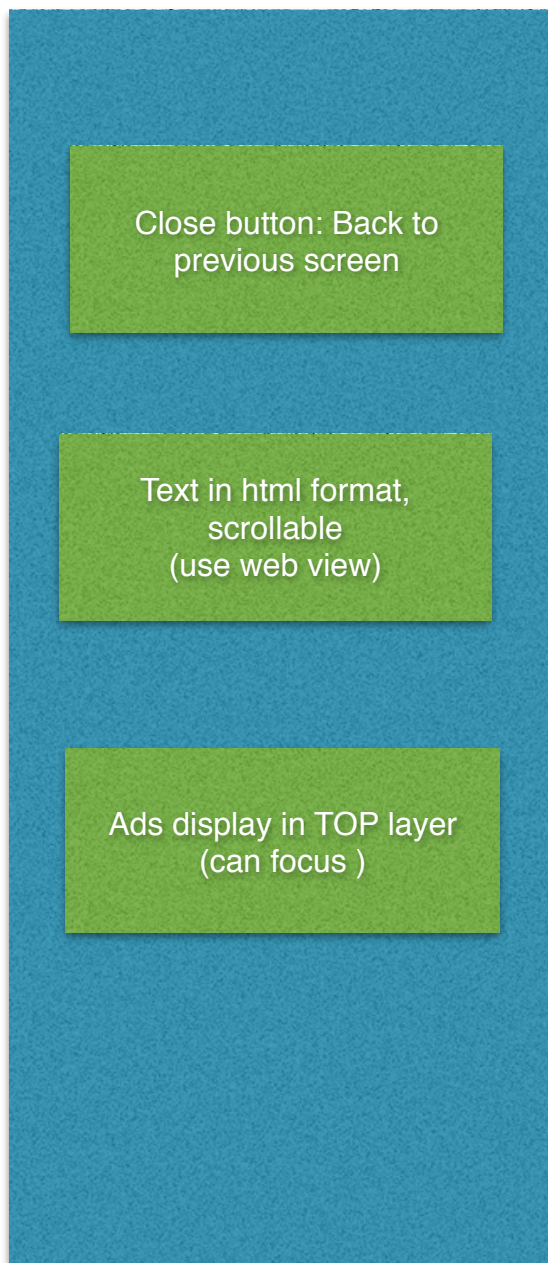 Close button: Back to
previous screen
Text in html format,
scrollable
(use web view)
Ads display in TOP layer
(can focus )